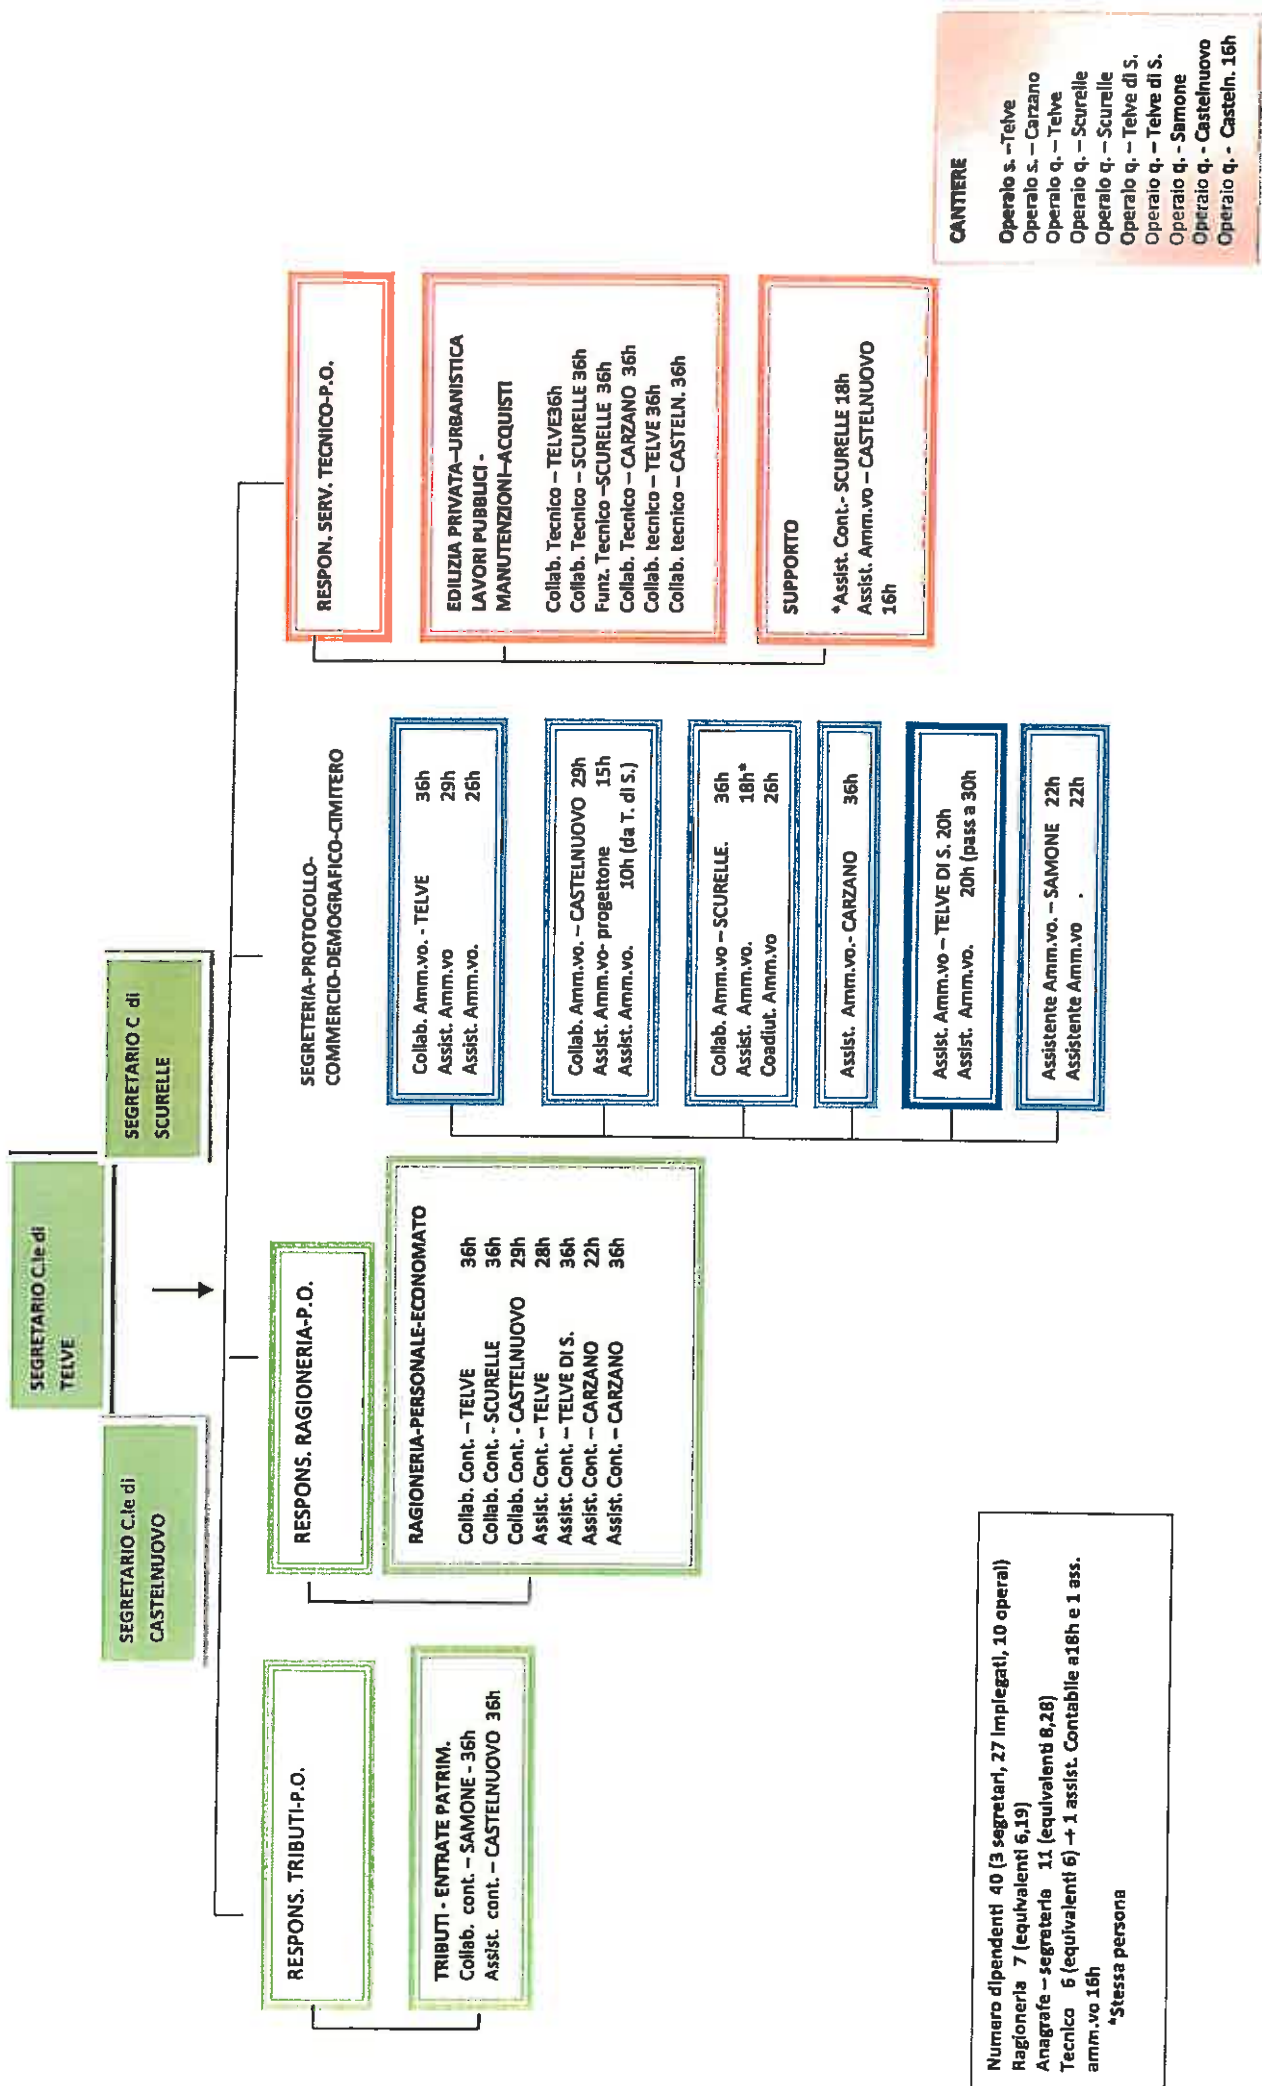 SEGRETARIO C.le di
TELVE
SEGRETARIO C.le di
CASTELNUOVO
SEGRETARIO C di
SCURELLE
RESPONS. TRIBUTI-P.O.
TRIBUTI - ENTRATE PATRIM.
Collab. cont. – SAMONE - 36h
Assist. cont. – CASTELNUOVO 36h
RESPONS. RAGIONERIA-P.O.
RAGIONERIA-PERSONALE-ECONOMATO
Collab. Cont. – TELVE 36h
Collab. Cont. - SCURELLE 36h
Collab. Cont. - CASTELNUOVO 29h
Assist. Cont. – TELVE 28h
Assist. Cont. – TELVE DI S. 36h
Assist. Cont. – CARZANO 22h
Assist. Cont. – CARZANO 36h
SEGRETERIA-PROTOCOLLO-
COMMERCIO-DEMOGRAFICO-CIMITERO
Collab. Amm.vo. - TELVE 36h
Assist. Amm.vo 29h
Assist. Amm.vo. 26h
Collab. Amm.vo. – CASTELNUOVO 29h
Assist. Amm.vo- progettone 15h
Assist. Amm.vo. 10h (da T. di S.)
Collab. Amm.vo – SCURELLE. 36h
Assist. Amm.vo. 18h*
Coadiut. Amm.vo 26h
Assist. Amm.vo.- CARZANO 36h
Assist. Amm.vo – TELVE DI S. 20h
Assist. Amm.vo. 20h (pass a 30h)
Assistente Amm.vo. – SAMONE 22h
Assistente Amm.vo . 22h
RESPON. SERV. TECNICO-P.O.
EDILIZIA PRIVATA–URBANISTICA
LAVORI PUBBLICI -
MANUTENZIONI–ACQUISTI
Collab. Tecnico – TELVE36h
Collab. Tecnico – SCURELLE 36h
Funz. Tecnico –SCURELLE 36h
Collab. Tecnico – CARZANO 36h
Collab. tecnico – TELVE 36h
Collab. tecnico – CASTELN. 36h
SUPPORTO
*Assist. Cont.- SCURELLE 18h
Assist. Amm.vo – CASTELNUOVO
16h
CANTIERE
Operaio s. –Telve
Operaio s. – Carzano
Operaio q. – Telve
Operaio q. – Scurelle
Operaio q. – Scurelle
Operaio q. – Telve di S.
Operaio q. – Telve di S.
Operaio q. - Samone
Operaio q. - Castelnuovo
Operaio q. - Casteln. 16h
Numero dipendenti 40 (3 segretari, 27 impiegati, 10 operai)
Ragioneria 7 (equivalenti 6,19)
Anagrafe – segreteria 11 (equivalenti 8,28)
Tecnico 6 (equivalenti 6) + 1 assist. Contabile a18h e 1 ass.
amm.vo 16h
*Stessa persona